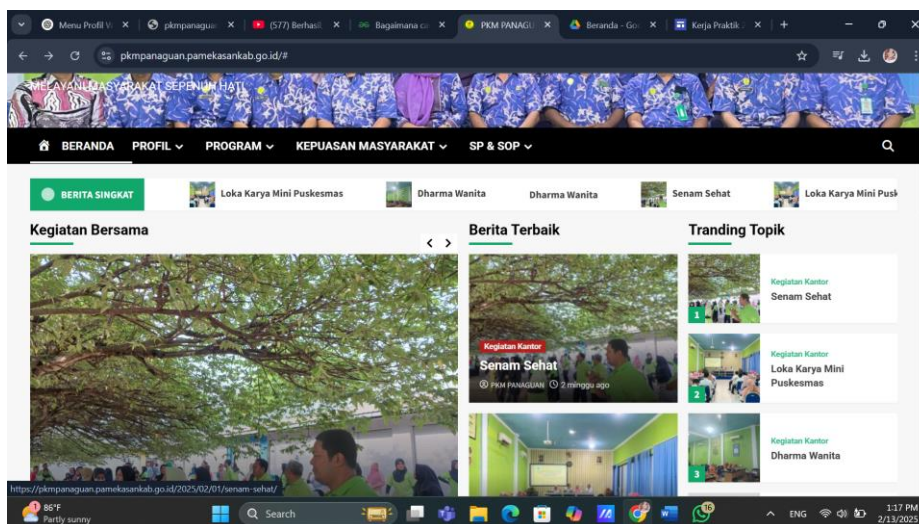 Menu Profil W
pkmpanaguan
(577) Berhasil
Bagaimana ca
PKM PANAGU
Beranda - Goo
Kerja Praktik
pkmpanaguan.pamekasankab.go.id/#
MELAYANI MASYARAKAT SEPENUH HATI
BERANDA
PROFIL
PROGRAM
KEPUASAN MASYARAKAT
SP & SOP
BERITA SINGKAT
Loka Karya Mini Puskesmas
Dharma Wanita
Dharma Wanita
Senam Sehat
Loka Karya Mini Pusk
Kegiatan Bersama
Berita Terbaik
Kegiatan Kantor
Senam Sehat
PKM PANAGUAN
2 minggu ago
Tranding Topik
1
Kegiatan Kantor
Senam Sehat
2
Kegiatan Kantor
Loka Karya Mini
Puskesmas
3
Kegiatan Kantor
Dharma Wanita
https://pkmpanaguan.pamekasankab.go.id/2025/02/01/senam-sehat/
1
86°F
Partly sunny
Search
ENG
1:17 PM
2/13/2025